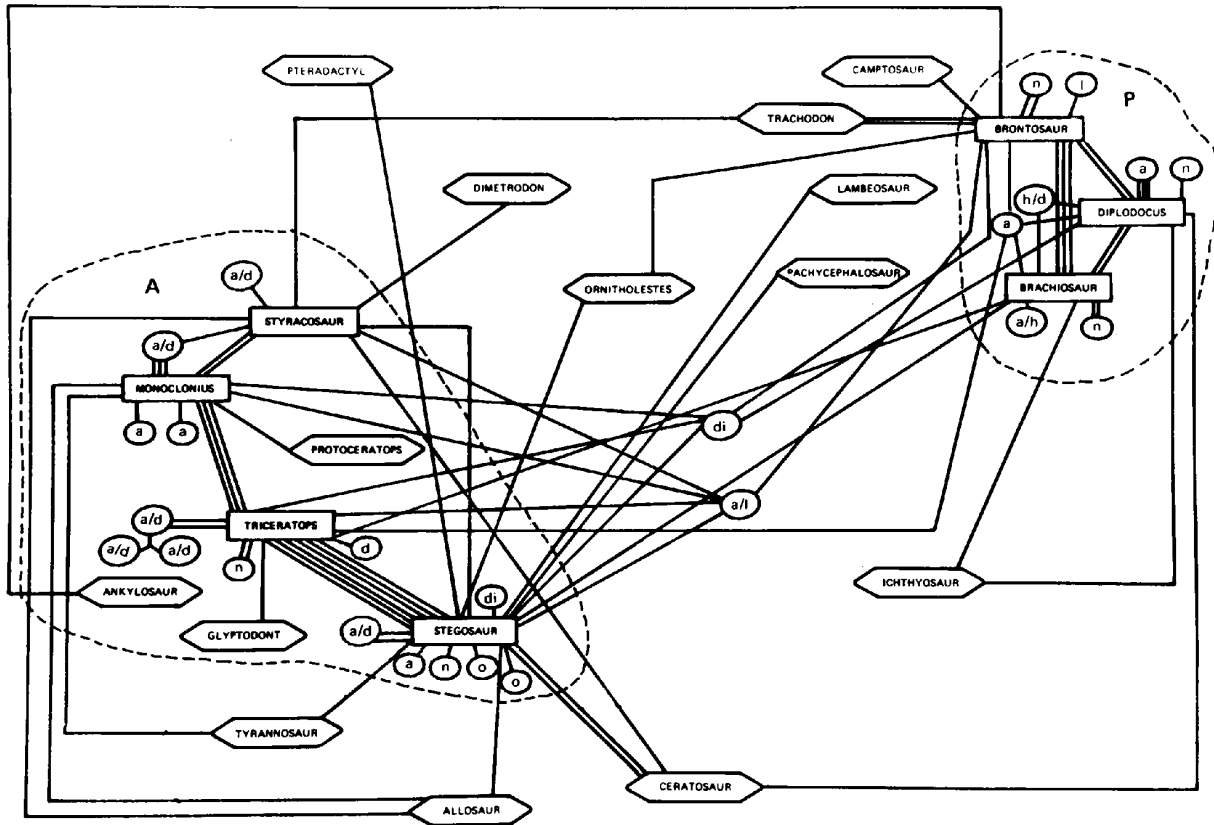 PTERADACTYL
CAMPTOSAUR
P
n
l
TRACHODON
BRONTOSAUR
DIMETRODON
LAMBEOSAUR
a
n
h/d
DIPLODOCUS
a
A
a/d
ORNITHOLESTES
PACHYCEPHALOSAUR
BRACHIOSAUR
STYRACOSAUR
a/h
n
a/d
MONOCLONIUS
a
a
di
PROTOCERATOPS
a/l
a/d
TRICERATOPS
a/d
a/d
d
n
ANKYLOSAUR
ICHTHYOSAUR
di
GLYPTODONT
a/d
STEGOSAUR
a
n
o
o
TYRANNOSAUR
CERATOSAUR
ALLOSAUR